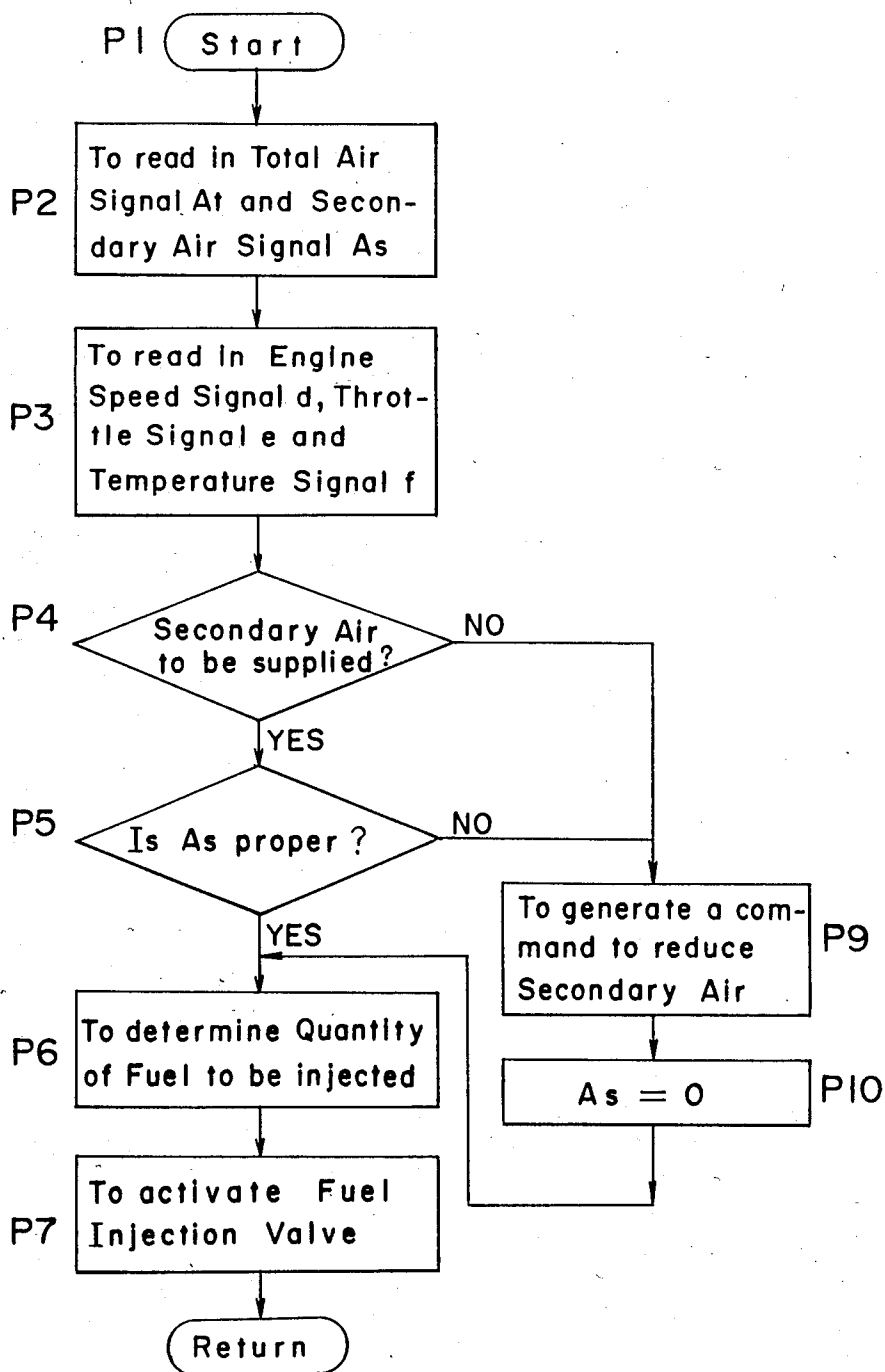 P1
Start
P2
To read in Total Air
Signal At and Secon-
dary Air Signal As
P3
To read in Engine
Speed Signal d, Throt-
tle Signal e and
Temperature Signal f
P4
Secondary Air
to be supplied?
NO
YES
P5
Is As proper?
NO
YES
To generate a com-
mand to reduce
Secondary Air
P9
P6
To determine Quantity
of Fuel to be injected
As = 0
P10
P7
To activate Fuel
Injection Valve
Return